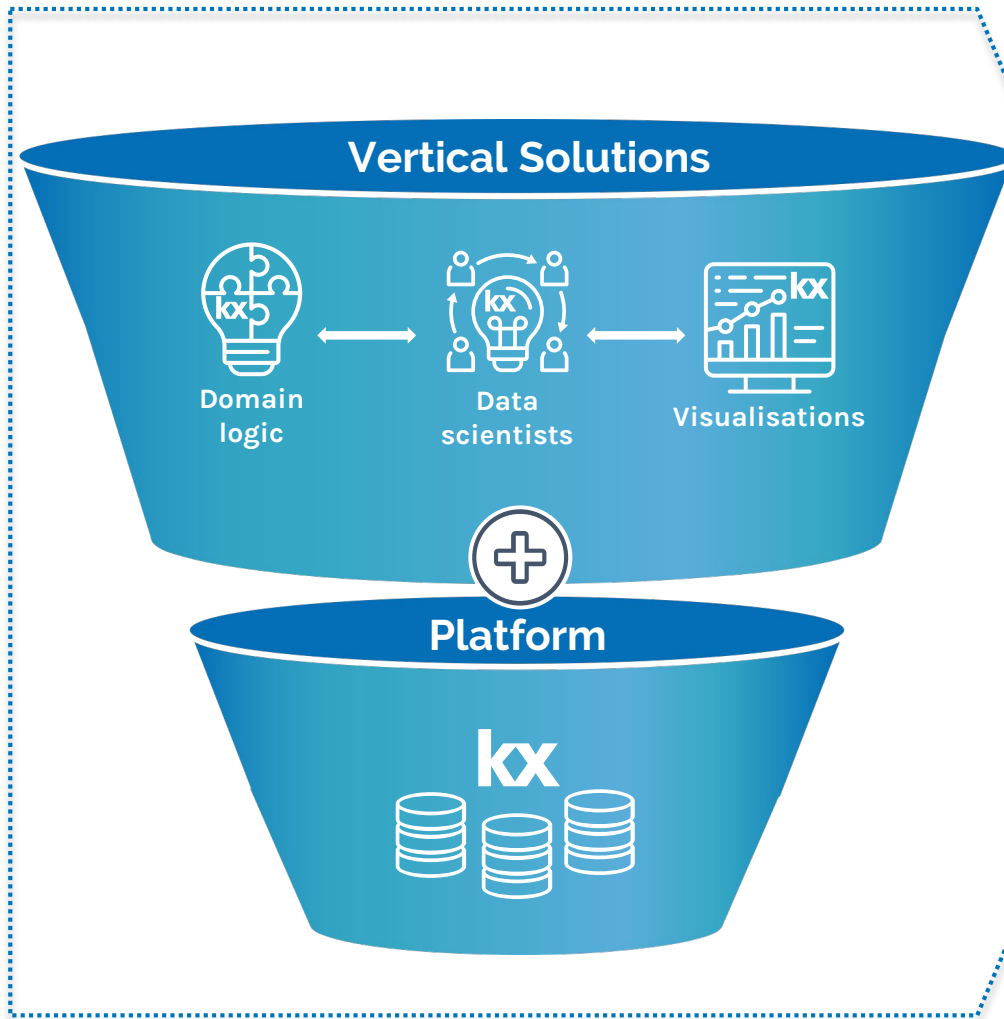 Vertical Solutions
kx
kx
kx
Domain
logic
Data
scientists
Visualisations
Platform
kx